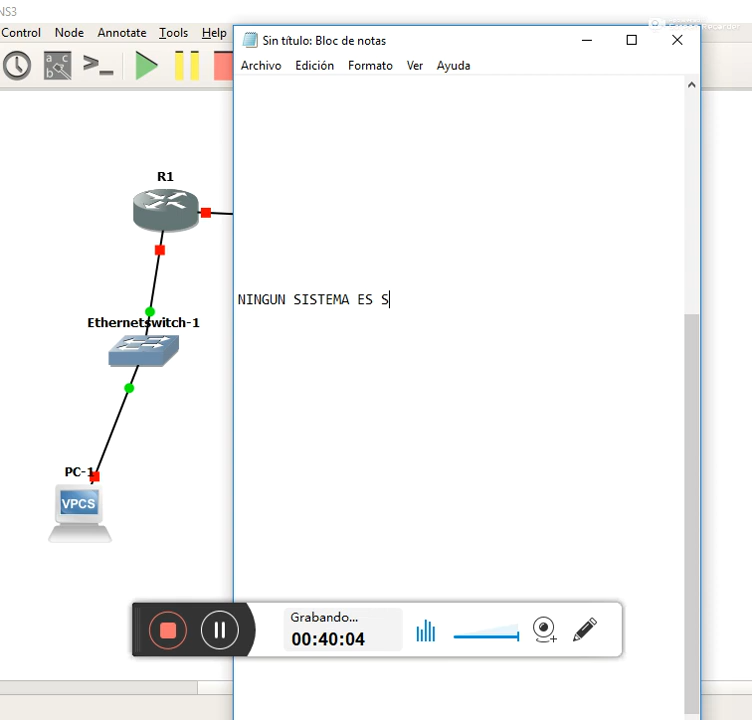 NS3
Control Node Annotate Tools Help
Sin título: Bloc de notas
Archivo Edición Formato Ver Ayuda
a c
b
R1
NINGUN SISTEMA ES S
Ethernetswitch-1
PC-1
VPCS
Grabando...
00:40:04